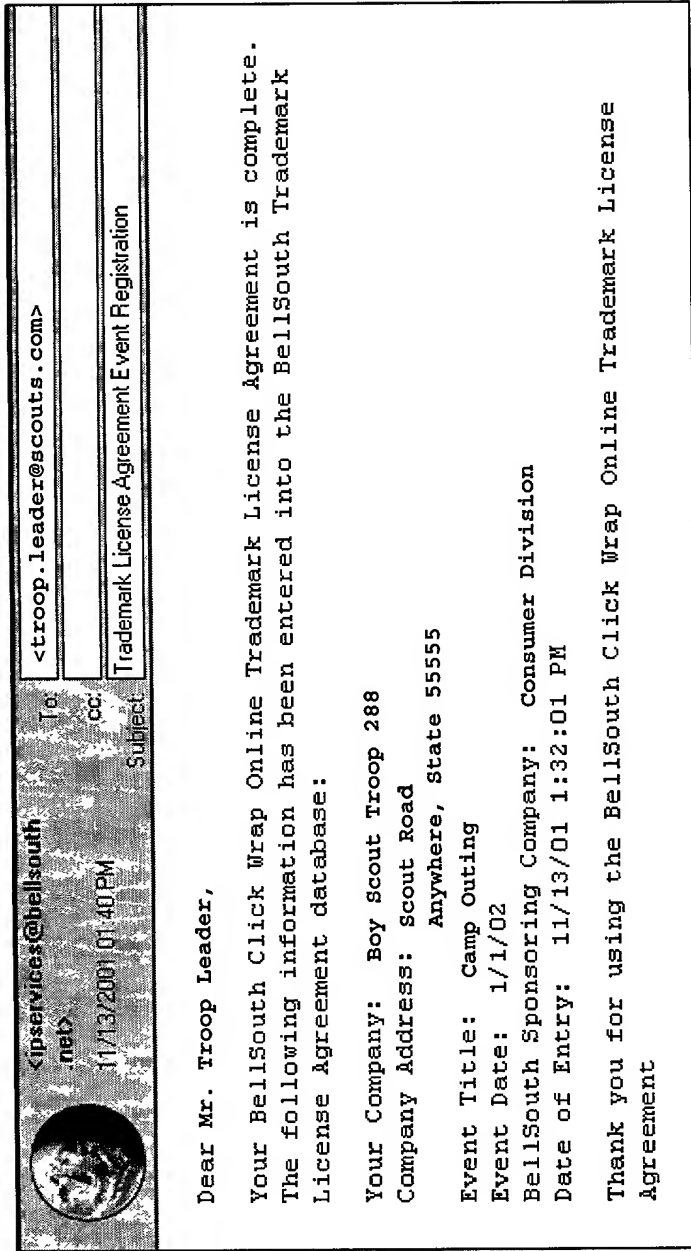 <ipservices@bellsouth
.net>
11/13/2001 01:40 PM
To: <troop.leader@scouts.com>
cc:
Subject: Trademark License Agreement Event Registration
Dear Mr. Troop Leader,
Your BellSouth Click Wrap Online Trademark License Agreement is complete.
The following information has been entered into the BellSouth Trademark
License Agreement database:
Your Company: Boy Scout Troop 288
Company Address: Scout Road
Anywhere, State 55555
Event Title: Camp Outing
Event Date: 1/1/02
BellSouth Sponsoring Company: Consumer Division
Date of Entry: 11/13/01 1:32:01 PM
Thank you for using the BellSouth Click Wrap Online Trademark License
Agreement